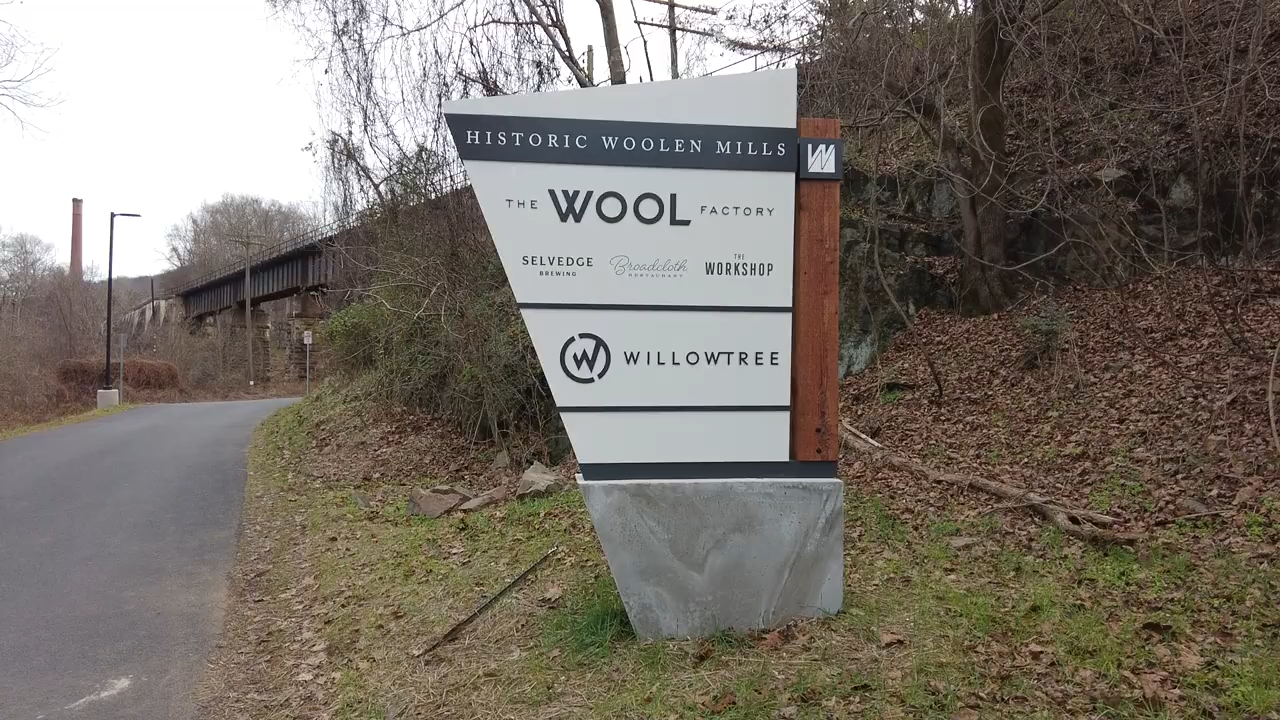 HISTORIC WOOLEN MILLS
W
THE WOOL FACTORY
SELVEDGE BREWING
Broadcloth RESTAURANT
THE WORKSHOP
W WILLOWTREE